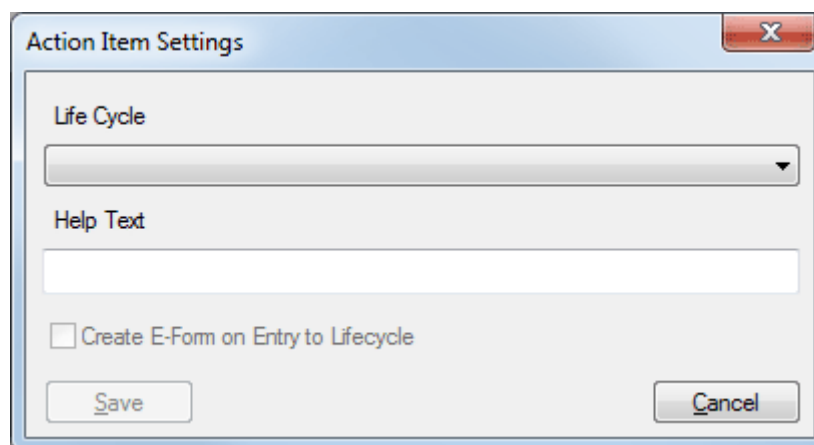 Action Item Settings
Life Cycle
Help Text
Create E-Form on Entry to Lifecycle
Save
Cancel